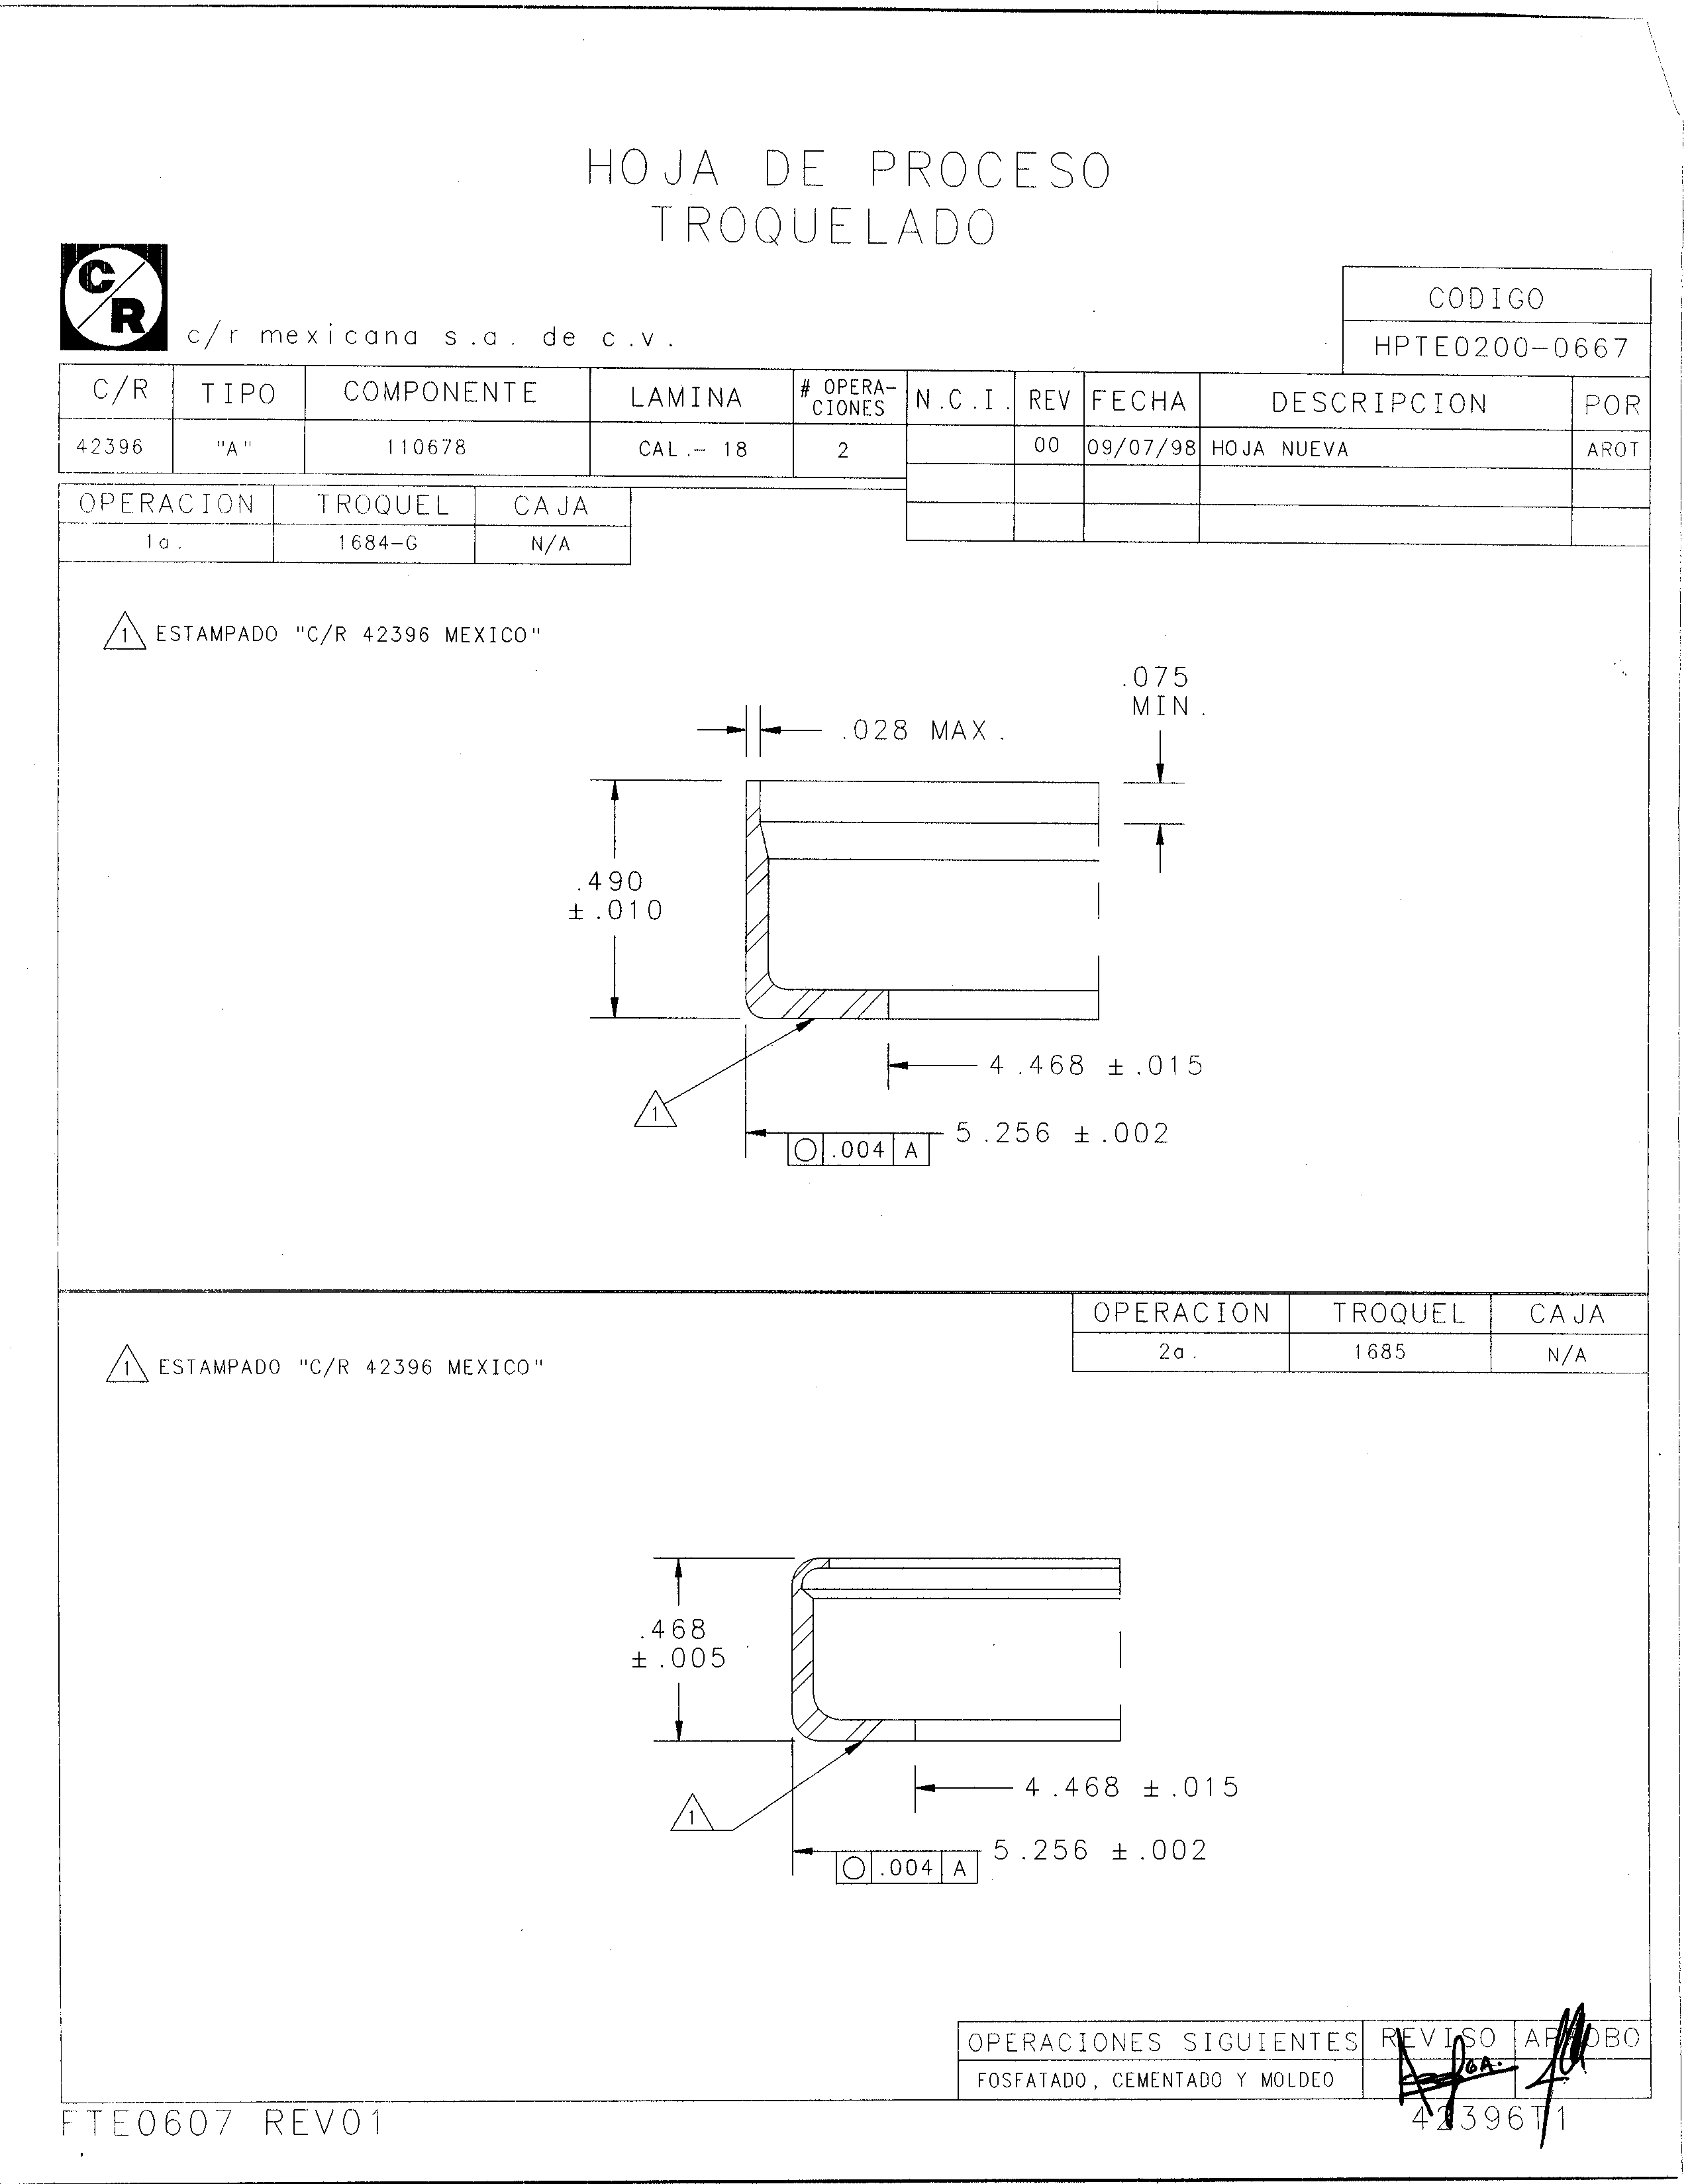 HOJA DE PROCESO
TROQUELADO
C/R
c/r mexicana s.a. de c.v.
CODIGO
HPTE0200-0667
C/R TIPO COMPONENTE LAMINA # OPERA-CIONES N.C.I. REV FECHA DESCRIPCION POR
42396 "A" 110678 CAL.- 18 2 00 09/07/98 HOJA NUEVA AROT
OPERACION TROQUEL CAJA
1a. 1684-G N/A
1 ESTAMPADO "C/R 42396 MEXICO"
.075
MIN.
.028 MAX.
.490
±.010
4.468 ±.015
1
5.256 ±.002
.004 A
OPERACION TROQUEL CAJA
2a. 1685 N/A
1 ESTAMPADO "C/R 42396 MEXICO"
.468
±.005
4.468 ±.015
1
5.256 ±.002
.004 A
OPERACIONES SIGUIENTES REVISO APROBO
FOSFATADO, CEMENTADO Y MOLDEO
FTE0607 REV01
42396T1